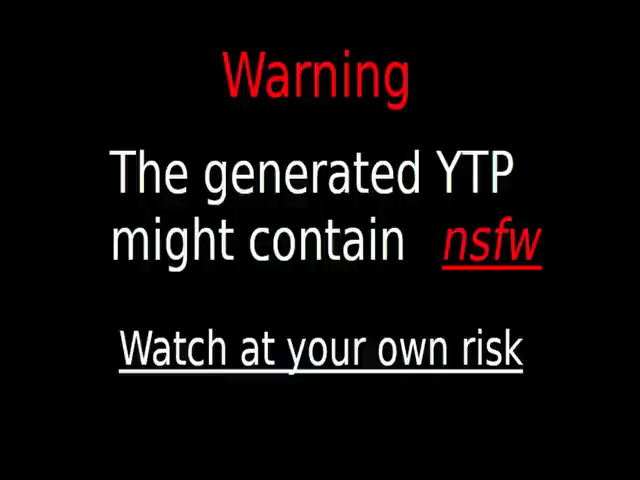 Warning
The generated YTP
might contain nsfw
Watch at your own risk